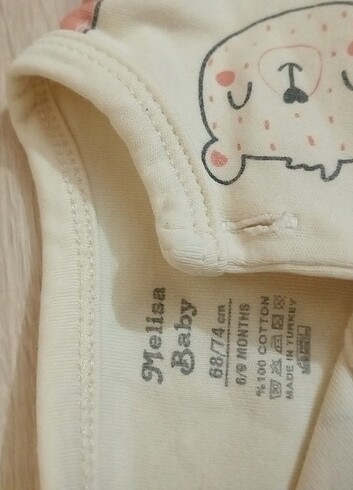 Melisa
Baby
68/74 cm
6/9 MONTHS
%100 COTTON
MADE IN TURKEY